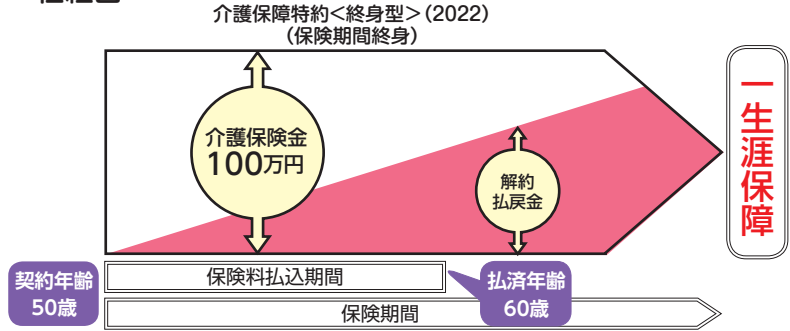 介護保障特約<終身型>(2022)
(保険期間終身)
介護保険金
100万円
解約
払戻金
一生涯保障
契約年齢
50歳
保険料払込期間
払済年齢
60歳
保険期間